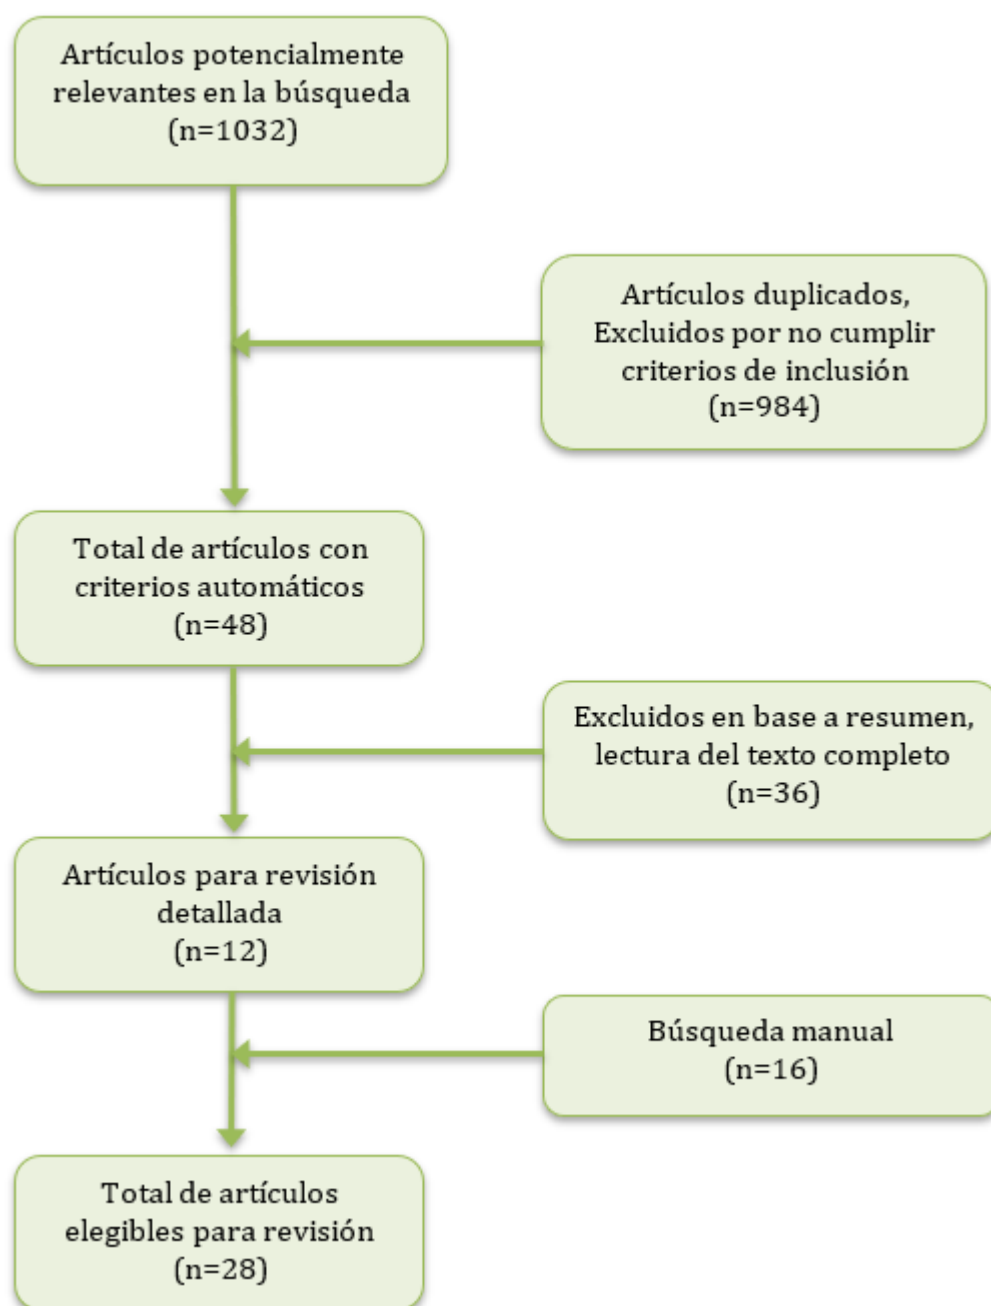 Artículos potencialmente
relevantes en la búsqueda
(n=1032)
Artículos duplicados,
Excluidos por no cumplir
criterios de inclusión
(n=984)
Total de artículos con
criterios automáticos
(n=48)
Excluidos en base a resumen,
lectura del texto completo
(n=36)
Artículos para revisión
detallada
(n=12)
Búsqueda manual
(n=16)
Total de artículos
elegibles para revisión
(n=28)